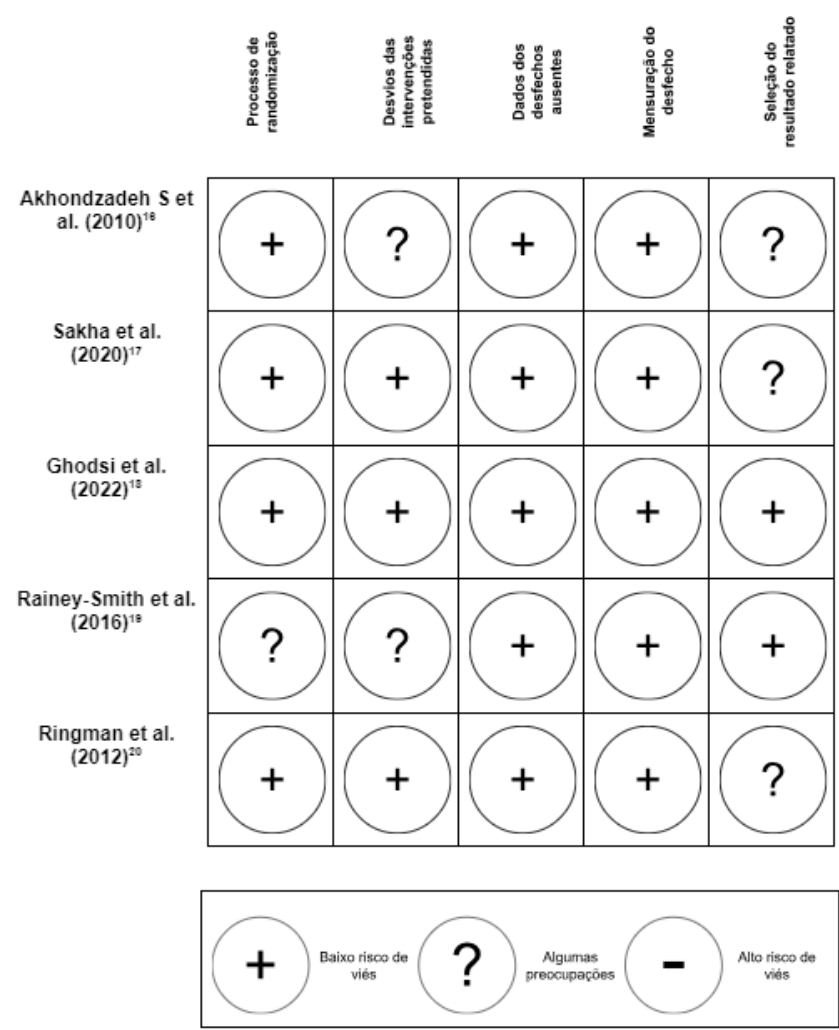 Processo de
randomização
Desvios das
intervenções
pretendidas
Dados dos
desfechos
ausentes
Mensuração do
desfecho
Seleção do
resultado relatado
Akhondzadeh S et
al. (2010)¹⁶
+ ? + + ?
Sakha et al.
(2020)¹⁷
+ + + + ?
Ghodsi et al.
(2022)¹⁸
+ + + + +
Rainey-Smith et al.
(2016)¹⁹
? ? + + +
Ringman et al.
(2012)²⁰
+ + + + ?
+ Baixo risco de
viés
? Algumas
preocupações
- Alto risco de
viés